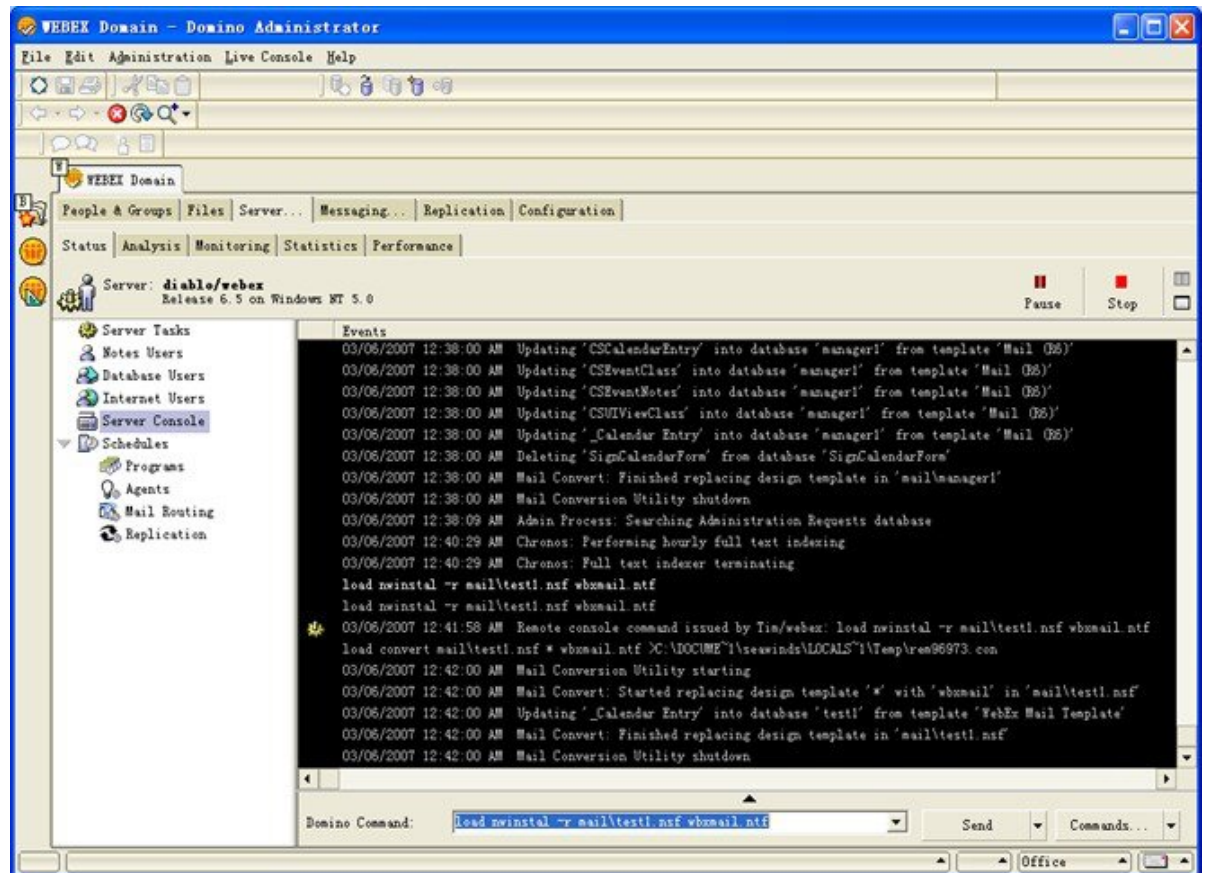 WEBEX Domain - Domino Administrator
File Edit Administration Live Console Help
WEBEX Domain
People & Groups Files Server... Messaging... Replication Configuration
Status Analysis Monitoring Statistics Performance
Server: diablo/webex
Release 6.5 on Windows NT 5.0
Pause Stop
Server Tasks
Notes Users
Database Users
Internet Users
Server Console
Schedules
Programs
Agents
Mail Routing
Replication
Events
03/06/2007 12:38:00 AM Updating 'CSCalendarEntry' into database 'manager1' from template 'Mail (R6)'
03/06/2007 12:38:00 AM Updating 'CSEventClass' into database 'manager1' from template 'Mail (R6)'
03/06/2007 12:38:00 AM Updating 'CSEventNotes' into database 'manager1' from template 'Mail (R6)'
03/06/2007 12:38:00 AM Updating 'CSUIViewClass' into database 'manager1' from template 'Mail (R6)'
03/06/2007 12:38:00 AM Updating '_Calendar Entry' into database 'manager1' from template 'Mail (R6)'
03/06/2007 12:38:00 AM Deleting 'SignCalendarForm' from database 'SignCalendarForm'
03/06/2007 12:38:00 AM Mail Convert: Finished replacing design template in 'mail\manager1'
03/06/2007 12:38:00 AM Mail Conversion Utility shutdown
03/06/2007 12:38:09 AM Admin Process: Searching Administration Requests database
03/06/2007 12:40:29 AM Chronos: Performing hourly full text indexing
03/06/2007 12:40:29 AM Chronos: Full text indexer terminating
load nwinstal -r mail\test1.nsf wbxmail.ntf
load nwinstal -r mail\test1.nsf wbxmail.ntf
03/06/2007 12:41:58 AM Remote console command issued by Tim/webex: load nwinstal -r mail\test1.nsf wbxmail.ntf
load convert mail\test1.nsf * wbxmail.ntf >C:\DOCUME~1\seawinds\LOCALS~1\Temp\rem96973.con
03/06/2007 12:42:00 AM Mail Conversion Utility starting
03/06/2007 12:42:00 AM Mail Convert: Started replacing design template '*' with 'wbxmail' in 'mail\test1.nsf'
03/06/2007 12:42:00 AM Updating '_Calendar Entry' into database 'test1' from template 'WebEx Mail Template'
03/06/2007 12:42:00 AM Mail Convert: Finished replacing design template in 'mail\test1.nsf'
03/06/2007 12:42:00 AM Mail Conversion Utility shutdown
Domino Command: load nwinstal -r mail\test1.nsf wbxmail.ntf Send Commands...
Office